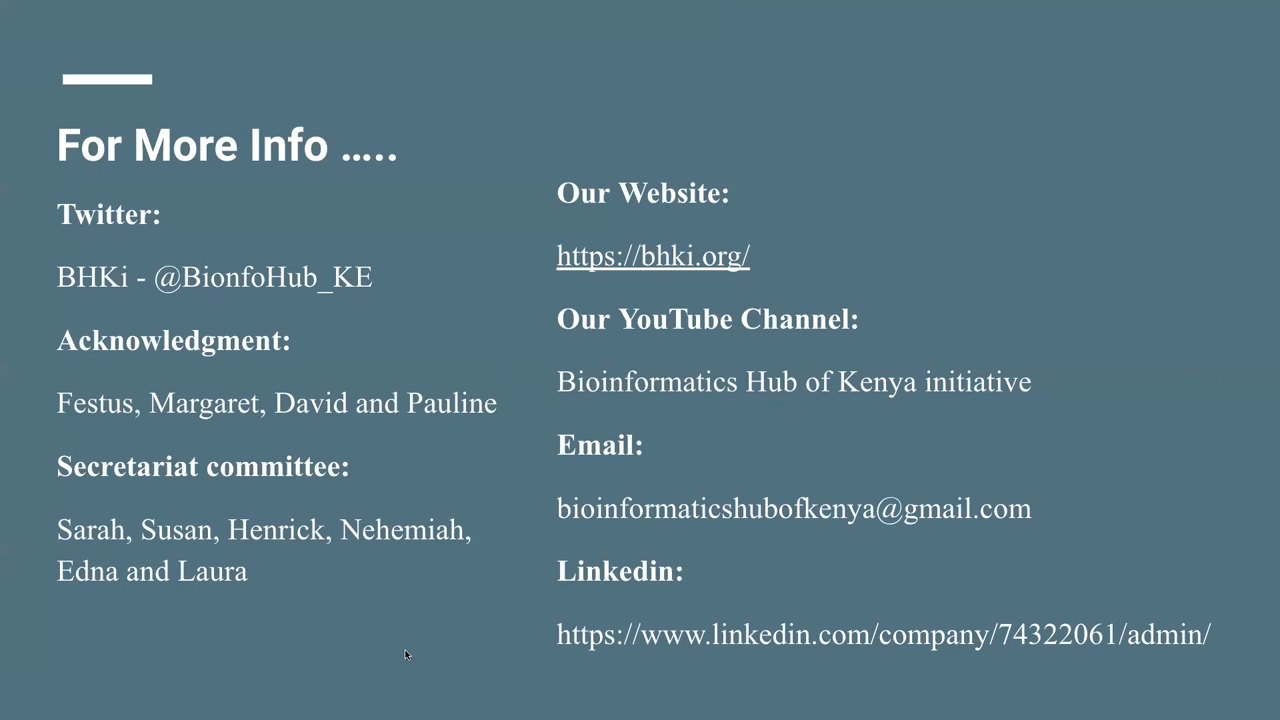 For More Info .....
Twitter:
BHKi - @BionfoHub_KE
Acknowledgment:
Festus, Margaret, David and Pauline
Secretariat committee:
Sarah, Susan, Henrick, Nehemiah,
Edna and Laura
Our Website:
https://bhki.org/
Our YouTube Channel:
Bioinformatics Hub of Kenya initiative
Email:
bioinformaticshubofkenya@gmail.com
Linkedin:
https://www.linkedin.com/company/74322061/admin/